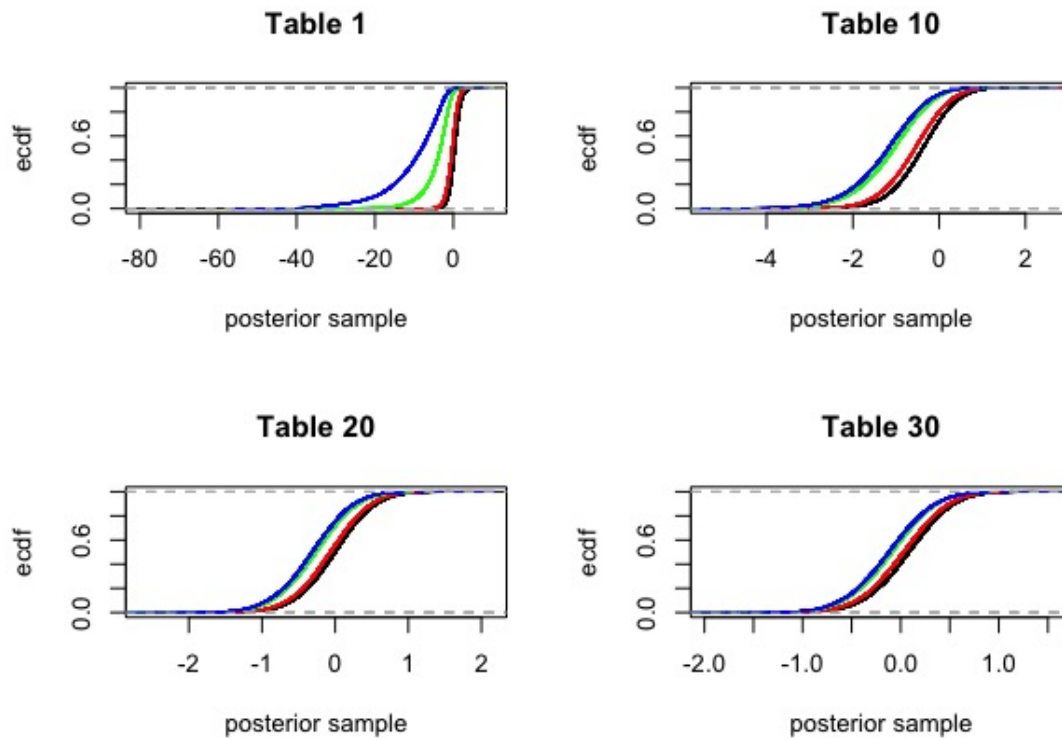 Table 1
ecdf
0.0 0.6
-80 -60 -40 -20 0
posterior sample
Table 10
ecdf
0.0 0.6
-4 -2 0 2
posterior sample
Table 20
ecdf
0.0 0.6
-2 -1 0 1 2
posterior sample
Table 30
ecdf
0.0 0.6
-2.0 -1.0 0.0 1.0
posterior sample